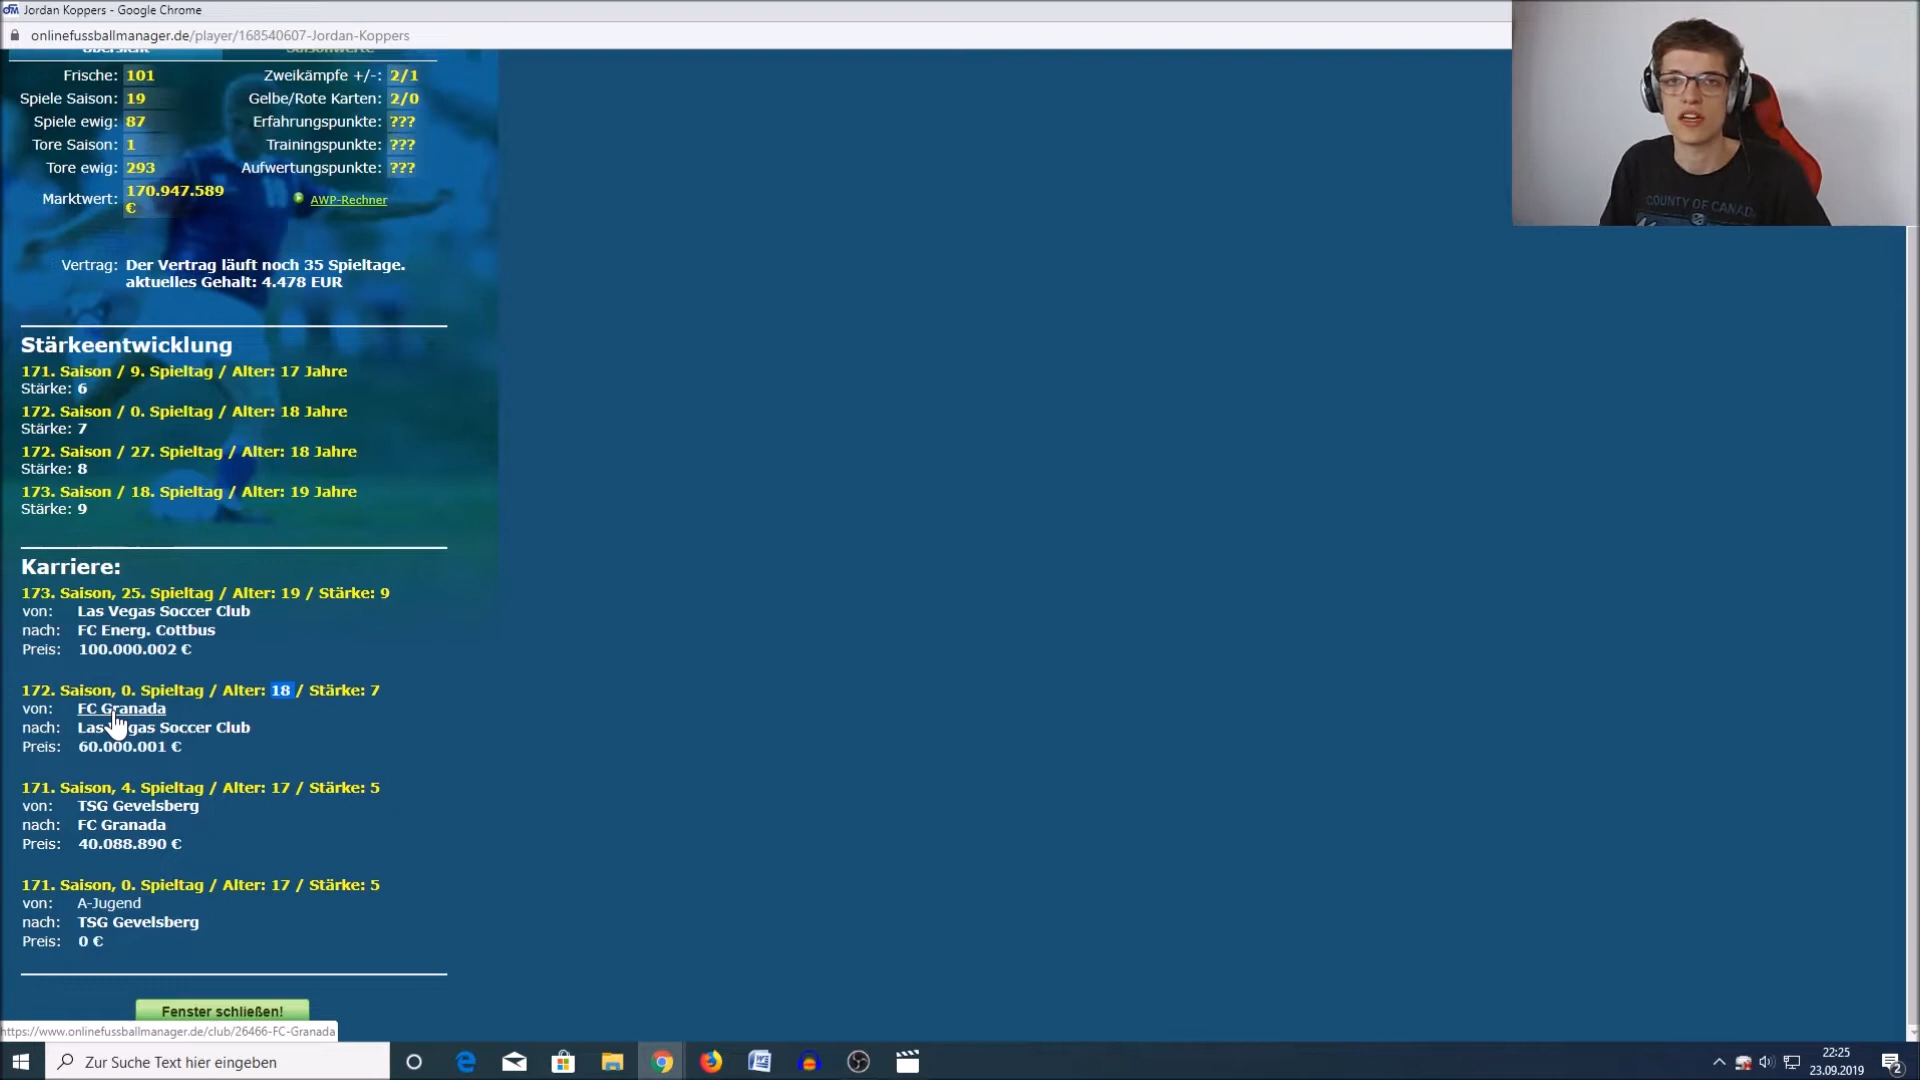 Jordan Koppers - Google Chrome
onlinefussballmanager.de/player/168540607-Jordan-Koppers
Übersicht Saisonwerte
Frische: 101 Zweikämpfe +/-: 2/1
Spiele Saison: 19 Gelbe/Rote Karten: 2/0
Spiele ewig: 87 Erfahrungspunkte: ???
Tore Saison: 1 Trainingspunkte: ???
Tore ewig: 293 Aufwertungspunkte: ???
Marktwert: 170.947.589 € AWP-Rechner
Vertrag: Der Vertrag läuft noch 35 Spieltage.
aktuelles Gehalt: 4.478 EUR
Stärkeentwicklung
171. Saison / 9. Spieltag / Alter: 17 Jahre
Stärke: 6
172. Saison / 0. Spieltag / Alter: 18 Jahre
Stärke: 7
172. Saison / 27. Spieltag / Alter: 18 Jahre
Stärke: 8
173. Saison / 18. Spieltag / Alter: 19 Jahre
Stärke: 9
Karriere:
173. Saison, 25. Spieltag / Alter: 19 / Stärke: 9
von: Las Vegas Soccer Club
nach: FC Energ. Cottbus
Preis: 100.000.002 €
172. Saison, 0. Spieltag / Alter: 18 / Stärke: 7
von: FC Granada
nach: Las Vegas Soccer Club
Preis: 60.000.001 €
171. Saison, 4. Spieltag / Alter: 17 / Stärke: 5
von: TSG Gevelsberg
nach: FC Granada
Preis: 40.088.890 €
171. Saison, 0. Spieltag / Alter: 17 / Stärke: 5
von: A-Jugend
nach: TSG Gevelsberg
Preis: 0 €
Fenster schließen!
https://www.onlinefussballmanager.de/club/26466-FC-Granada
Zur Suche Text hier eingeben
22:25
23.09.2019
2
COUNTY OF CANAD